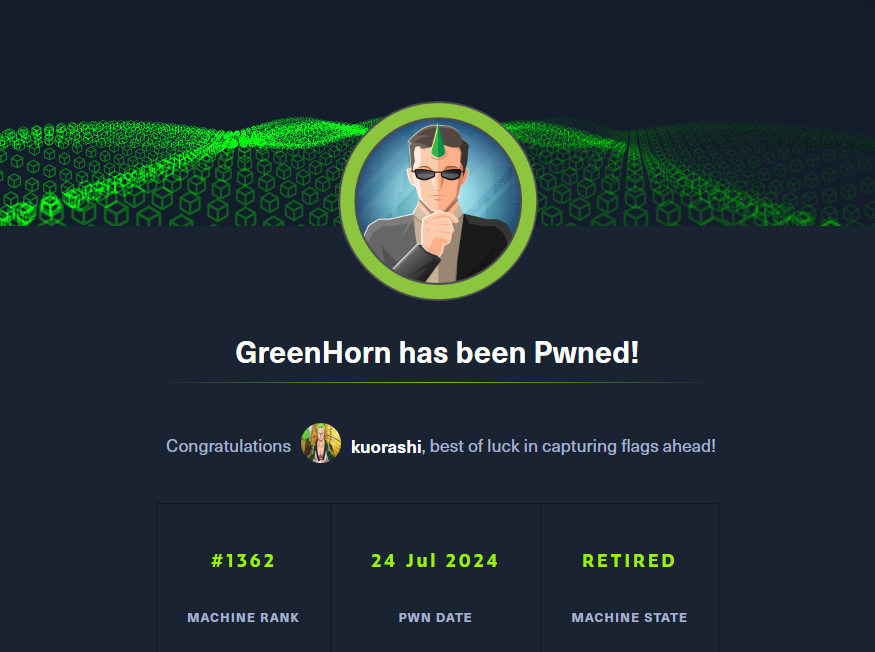 GreenHorn has been Pwned!
Congratulations kuorashi, best of luck in capturing flags ahead!
#1362 24 Jul 2024 RETIRED
MACHINE RANK PWN DATE MACHINE STATE